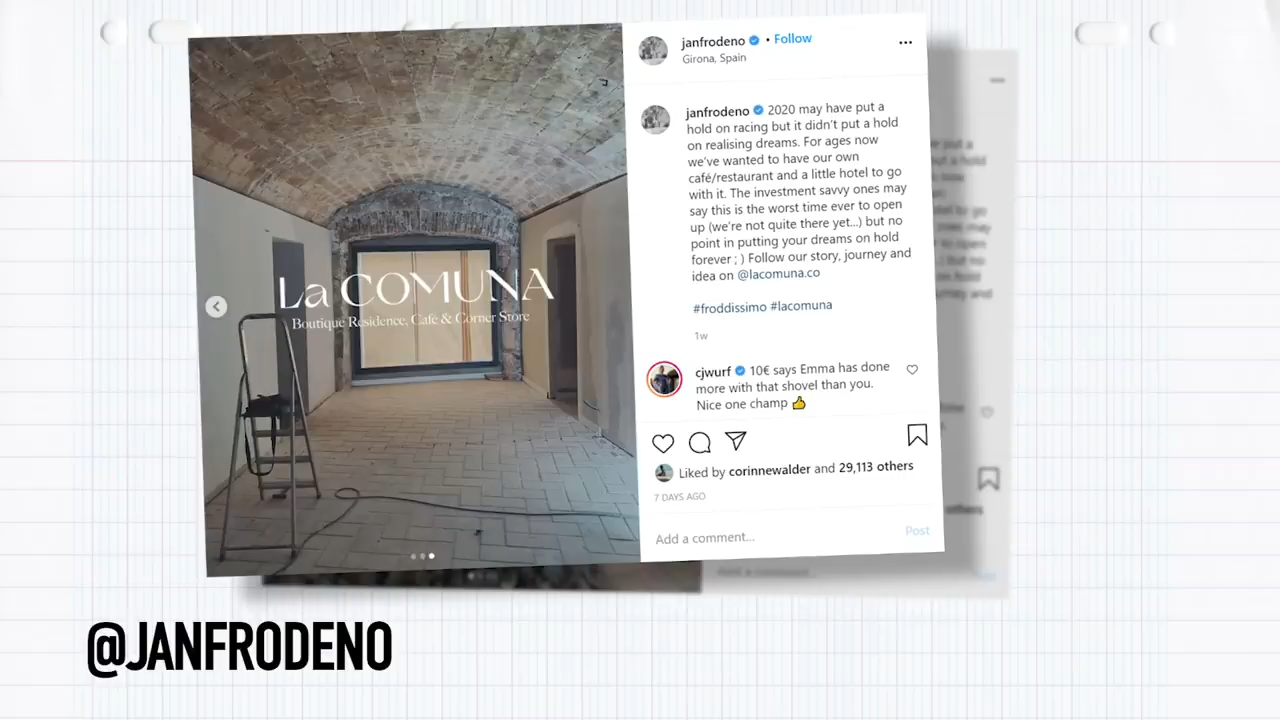 La COMUNA
Boutique Residence, Café & Corner Store
janfrodeno • Follow
Girona, Spain
janfrodeno 2020 may have put a
hold on racing but it didn't put a hold
on realising dreams. For ages now
we've wanted to have our own
café/restaurant and a little hotel to go
with it. The investment savvy ones may
say this is the worst time ever to open
up (we're not quite there yet...) but no
point in putting your dreams on hold
forever ; ) Follow our story, journey and
idea on @lacomuna.co
#froddissimo #lacomuna
1w
cjwurf 10€ says Emma has done
more with that shovel than you.
Nice one champ 👍
Liked by corinnewalder and 29,113 others
7 DAYS AGO
Add a comment...
Post
@JANFRODENO